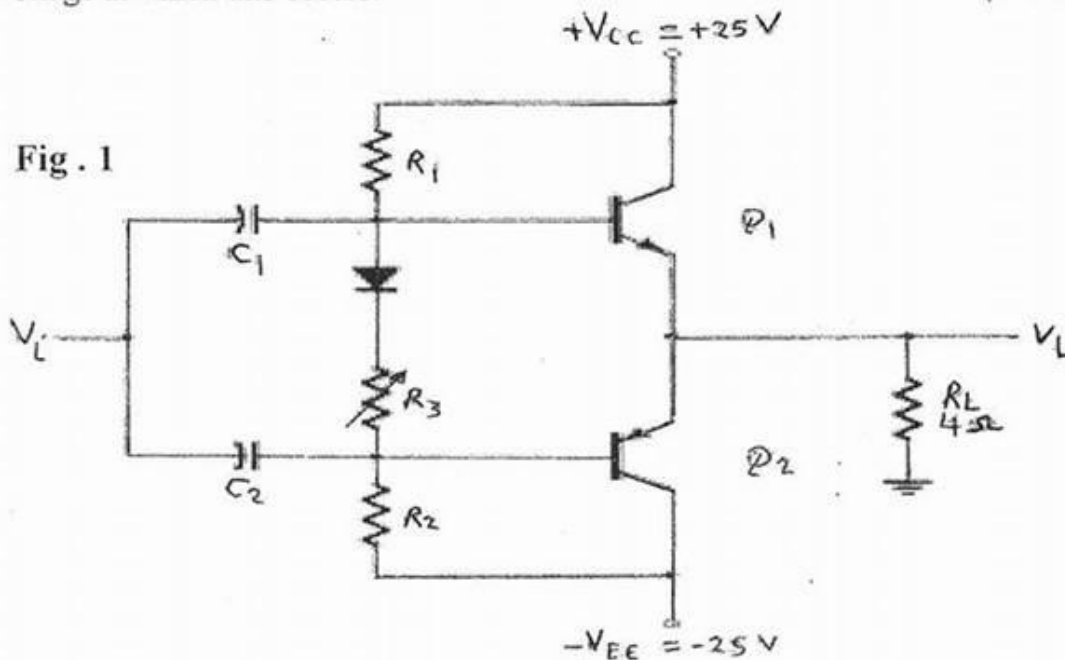 +VCC = +25 V
Fig . 1
R1
Q1
C1
Vi
VL
R3
RL
4Ω
Q2
C2
R2
-VEE = -25 V